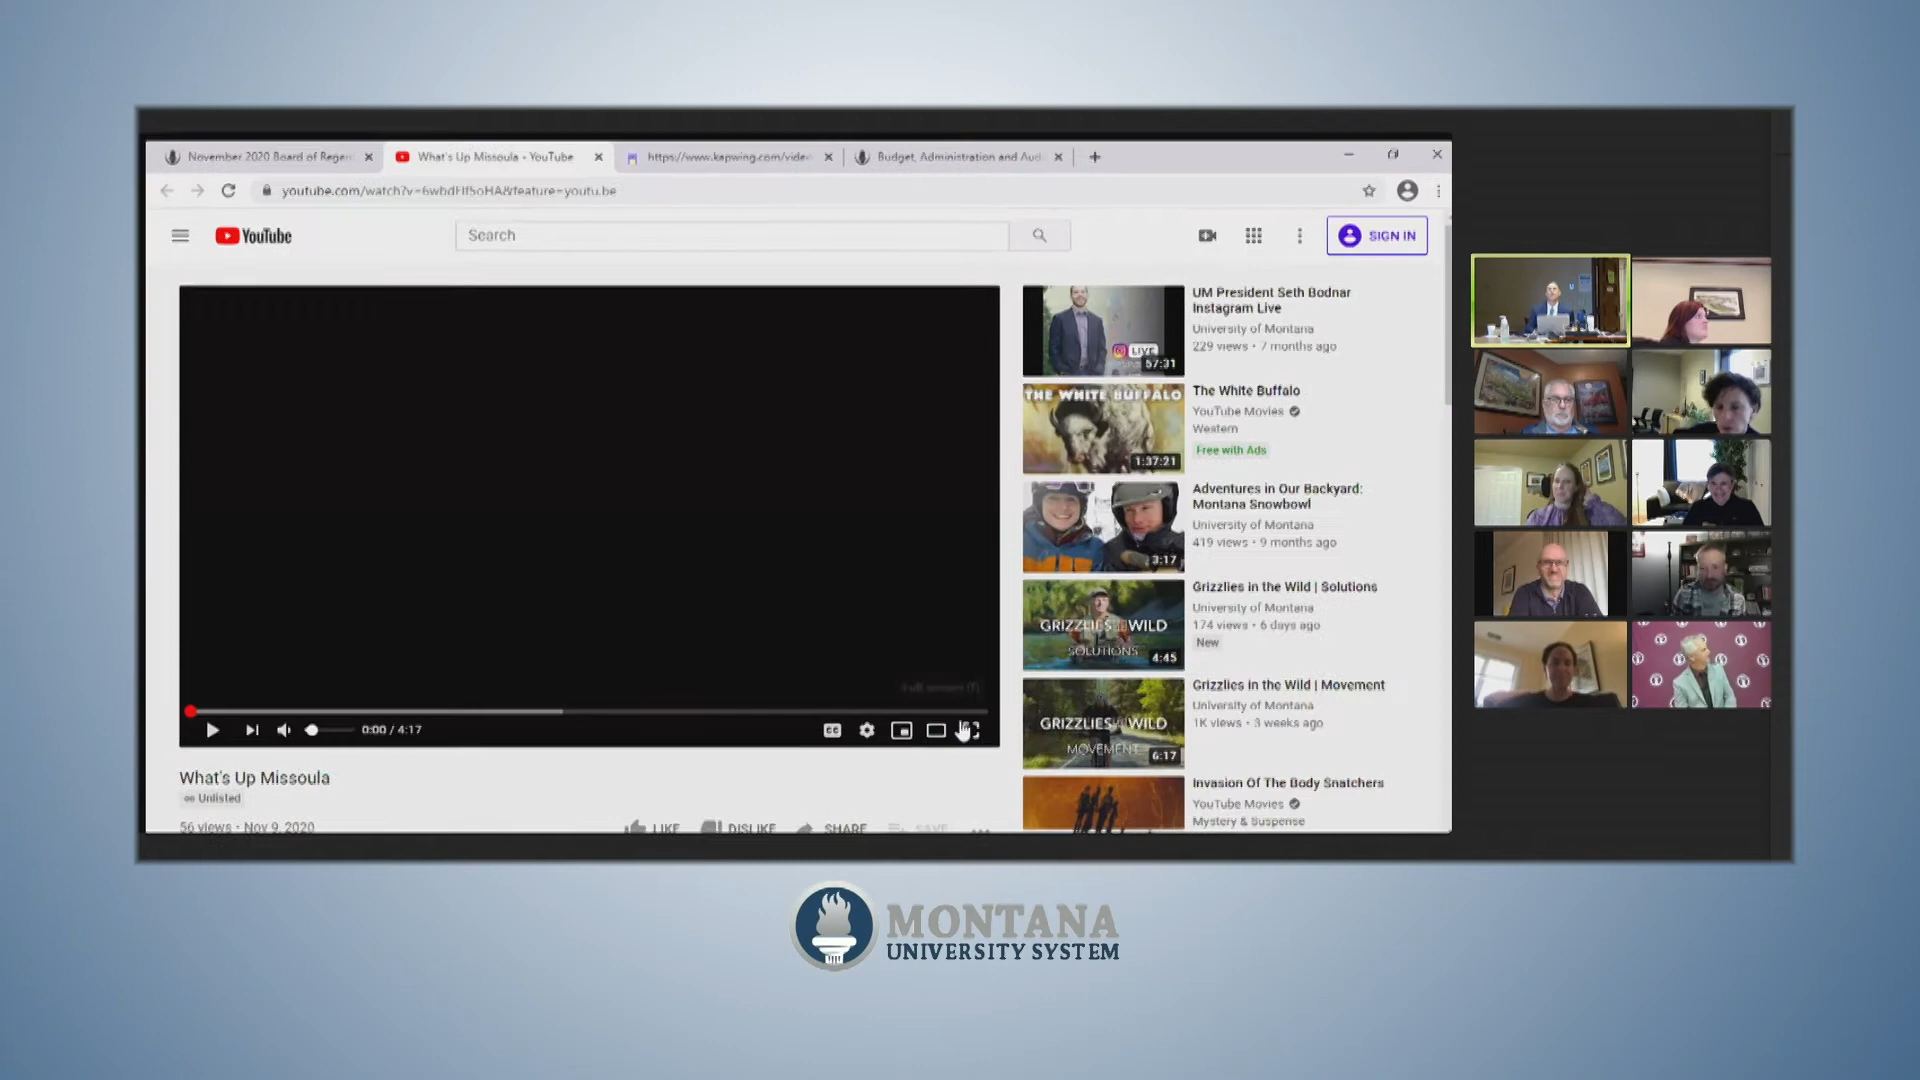 November 2020 Board of Regen
What's Up Missoula - YouTube
https://www.kapwing.com/vide
Budget, Administration and Aud
youtube.com/watch?v=6wbdFIf5oHA&feature=youtu.be
YouTube
Search
SIGN IN
UM President Seth Bodnar
Instagram Live
University of Montana
229 views • 7 months ago
LIVE
57:31
THE WHITE BUFFALO
1:37:21
The White Buffalo
YouTube Movies
Western
Free with Ads
Adventures in Our Backyard:
Montana Snowbowl
University of Montana
419 views • 9 months ago
3:17
Grizzlies in the Wild | Solutions
University of Montana
174 views • 6 days ago
New
GRIZZLIES WILD
SOLUTIONS
4:45
Grizzlies in the Wild | Movement
University of Montana
1K views • 3 weeks ago
GRIZZLIES WILD
MOVEMENT
6:17
Invasion Of The Body Snatchers
YouTube Movies
Mystery & Suspense
Full screen (f)
0:00 / 4:17
CC
What's Up Missoula
Unlisted
56 views • Nov 9, 2020
LIKE
DISLIKE
SHARE
SAVE
MONTANA
UNIVERSITY SYSTEM